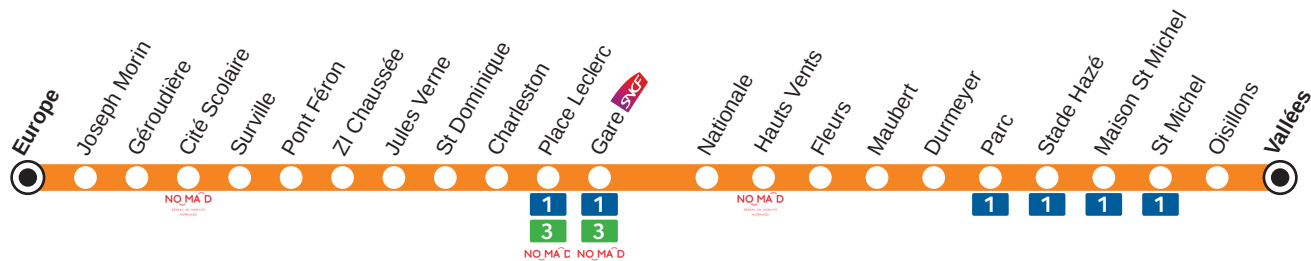 Europe
Joseph Morin
Géroudière
Cité Scolaire
Surville
Pont Féron
ZI Chaussée
Jules Verne
St Dominique
Charleston
Place Leclerc
Gare
SNCF
Nationale
Hauts Vents
Fleurs
Maubert
Durmeyer
Parc
Stade Hazé
Maison St Michel
St Michel
Oisillons
Vallées
NOMAD
NOMAD
1
1
1
1
1
1
3
3
NOMAD
NOMAD